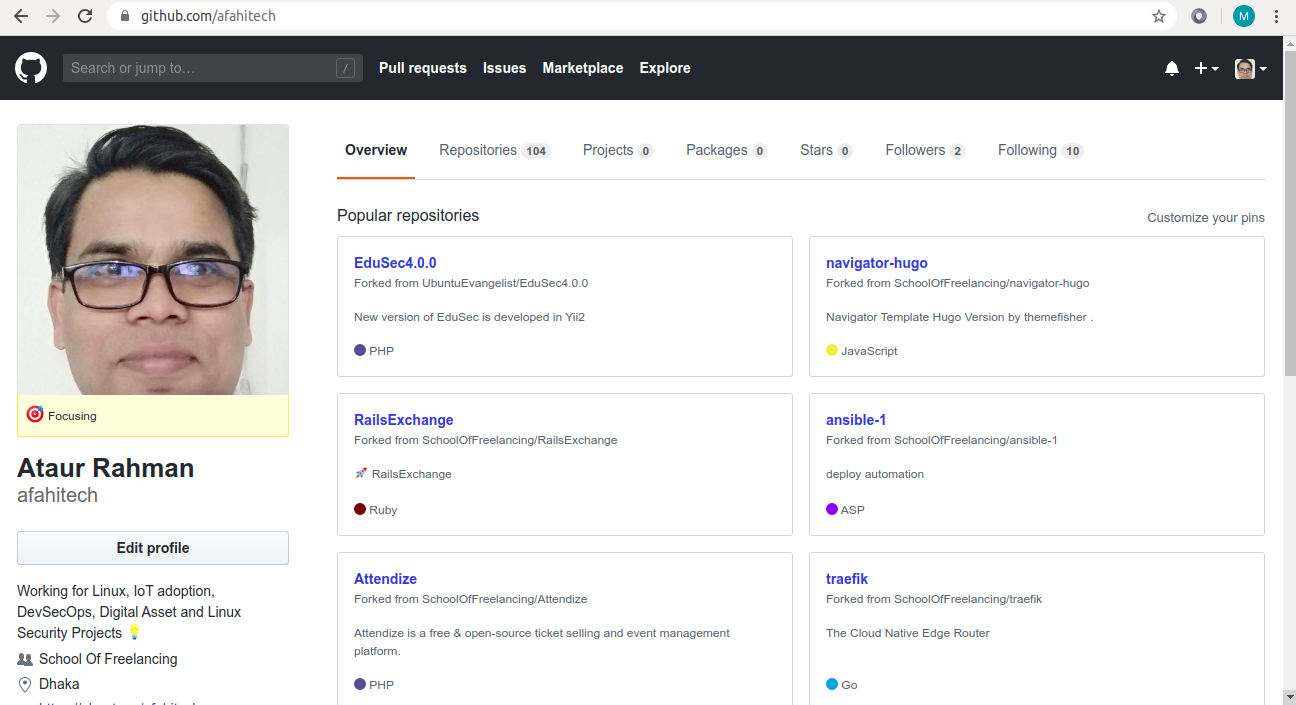 github.com/afahitech
M
Search or jump to… /
Pull requests Issues Marketplace Explore
Overview Repositories 104 Projects 0 Packages 0 Stars 0 Followers 2 Following 10
Focusing
Ataur Rahman
afahitech
Edit profile
Working for Linux, IoT adoption,
DevSecOps, Digital Asset and Linux
Security Projects 💡
School Of Freelancing
Dhaka
Popular repositories
Customize your pins
EduSec4.0.0
Forked from UbuntuEvangelist/EduSec4.0.0
New version of EduSec is developed in Yii2
PHP
navigator-hugo
Forked from SchoolOfFreelancing/navigator-hugo
Navigator Template Hugo Version by themefisher .
JavaScript
RailsExchange
Forked from SchoolOfFreelancing/RailsExchange
🚀 RailsExchange
Ruby
ansible-1
Forked from SchoolOfFreelancing/ansible-1
deploy automation
ASP
Attendize
Forked from SchoolOfFreelancing/Attendize
Attendize is a free & open-source ticket selling and event management
platform.
PHP
traefik
Forked from SchoolOfFreelancing/traefik
The Cloud Native Edge Router
Go